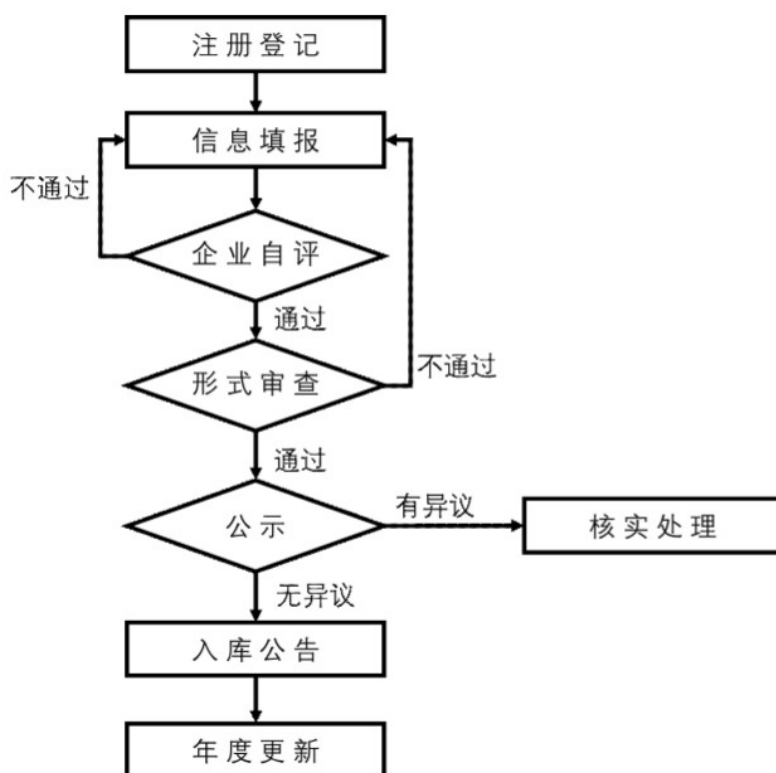 注册登记
信息填报
不通过
企业自评
通过
形式审查
不通过
通过
公示
有异议
核实处理
无异议
入库公告
年度更新